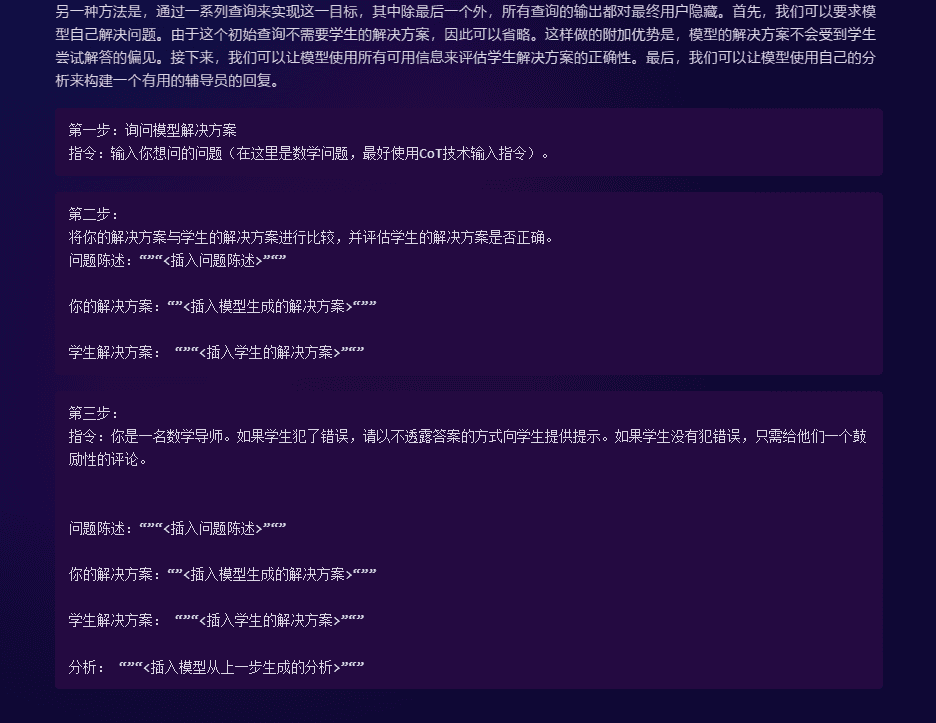 另一种方法是，通过一系列查询来实现这一目标，其中除最后一个外，所有查询的输出都对最终用户隐藏。首先，我们可以要求模
型自己解决问题。由于这个初始查询不需要学生的解决方案，因此可以省略。这样做的附加优势是，模型的解决方案不会受到学生
尝试解答的偏见。接下来，我们可以让模型使用所有可用信息来评估学生解决方案的正确性。最后，我们可以让模型使用自己的分
析来构建一个有用的辅导员的回复。
第一步：询问模型解决方案
指令：输入你想问的问题（在这里是数学问题，最好使用CoT技术输入指令）。
第二步：
将你的解决方案与学生的解决方案进行比较，并评估学生的解决方案是否正确。
问题陈述：“”“<插入问题陈述>”“”
你的解决方案：“”<插入模型生成的解决方案>“””
学生解决方案： “”“<插入学生的解决方案>”“”
第三步：
指令：你是一名数学导师。如果学生犯了错误，请以不透露答案的方式向学生提供提示。如果学生没有犯错误，只需给他们一个鼓
励性的评论。
问题陈述：“”“<插入问题陈述>”“”
你的解决方案：“”<插入模型生成的解决方案>“””
学生解决方案： “”“<插入学生的解决方案>”“”
分析： “”“<插入模型从上一步生成的分析>”“”